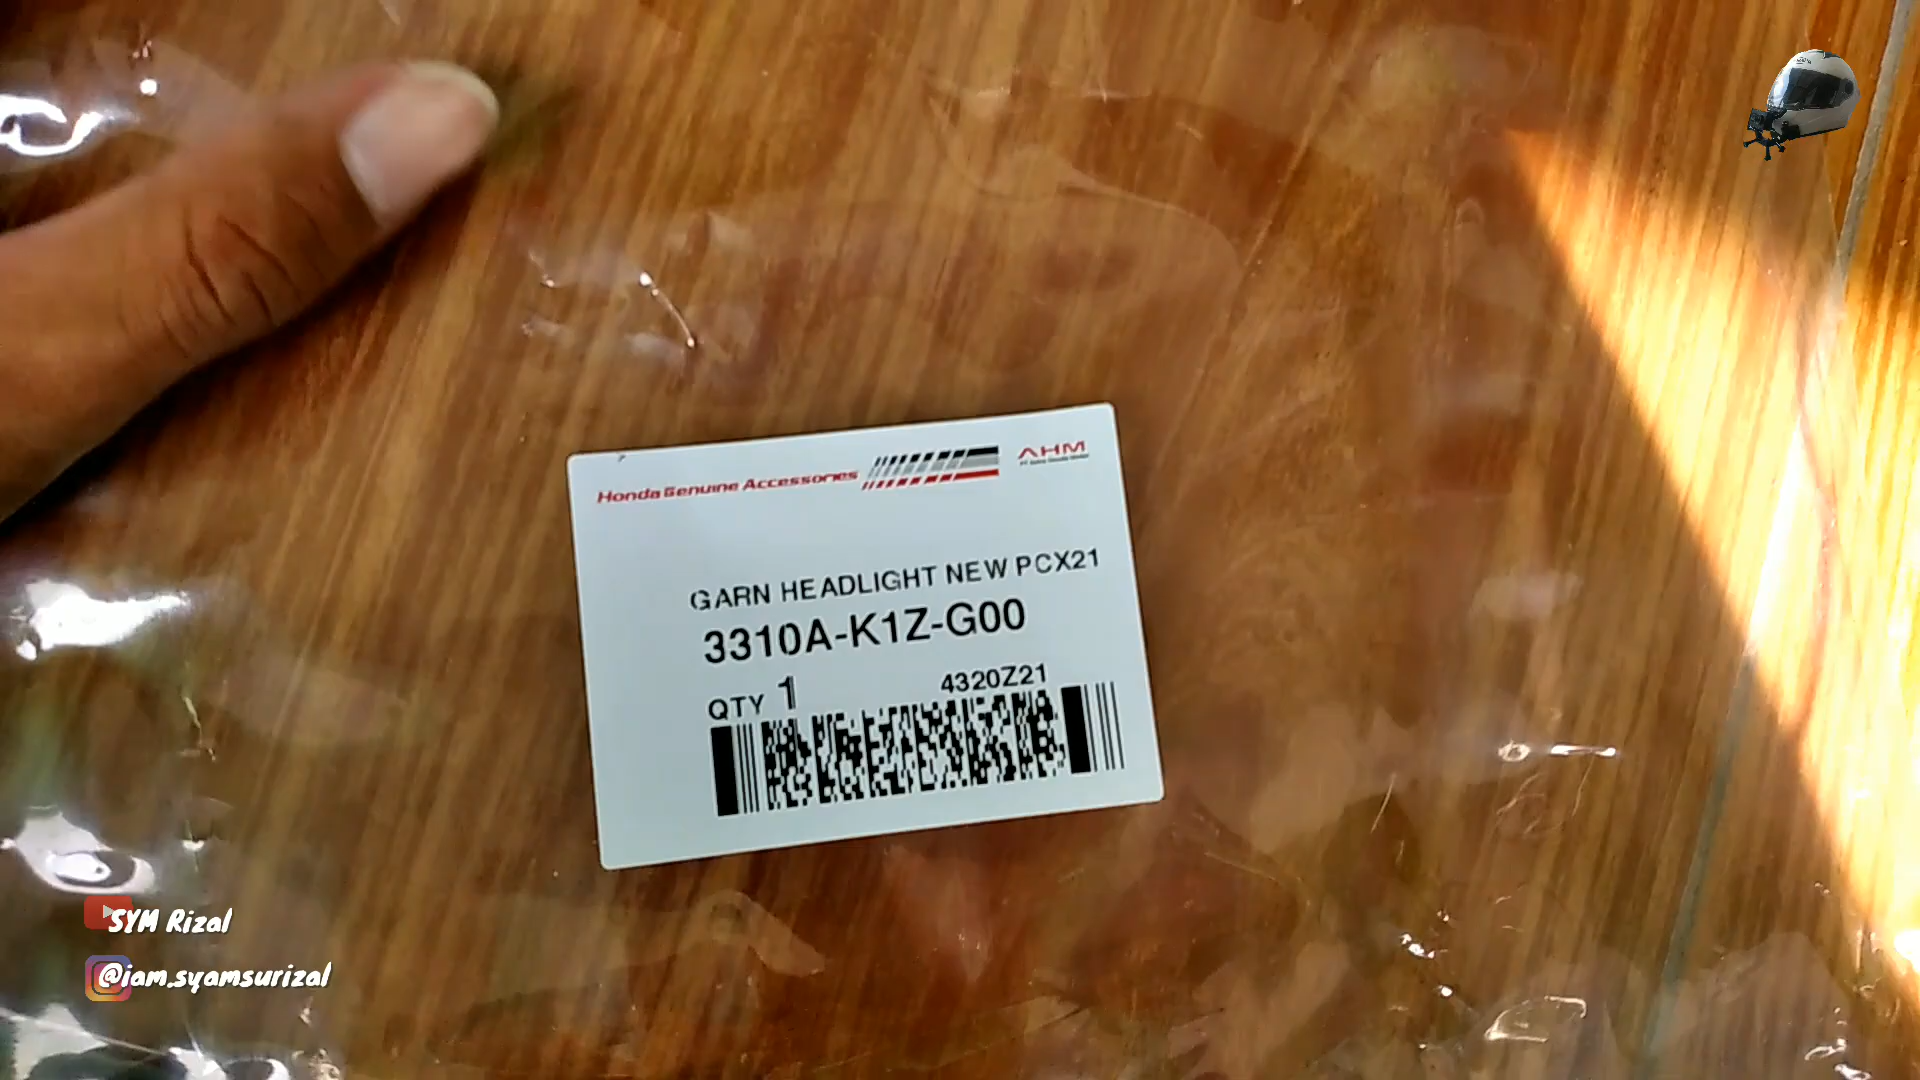 Honda Genuine Accessories
AHM
GARN HEADLIGHT NEW PCX21
3310A-K1Z-G00
QTY 1
4320Z21
SYM Rizal
@iam.syamsurizal